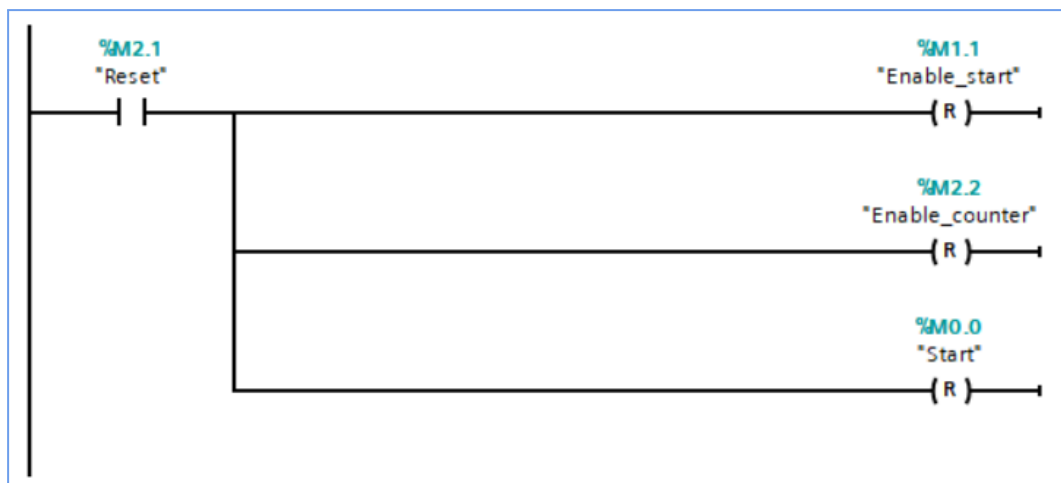 %M2.1
"Reset"
%M1.1
"Enable_start"
( R )
%M2.2
"Enable_counter"
( R )
%M0.0
"Start"
( R )